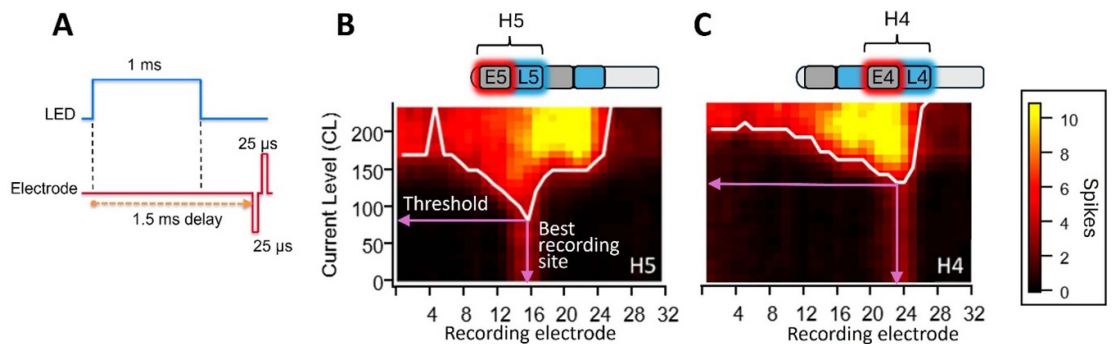 A
1 ms
LED
25 µs
Electrode
1.5 ms delay
25 µs
B
H5
E5 L5
Current Level (CL)
200
150
100
50
0
Threshold
Best
recording
site
H5
4 8 12 16 20 24 28 32
Recording electrode
C
H4
E4 L4
H4
4 8 12 16 20 24 28 32
Recording electrode
10
8
6
4
2
0
Spikes